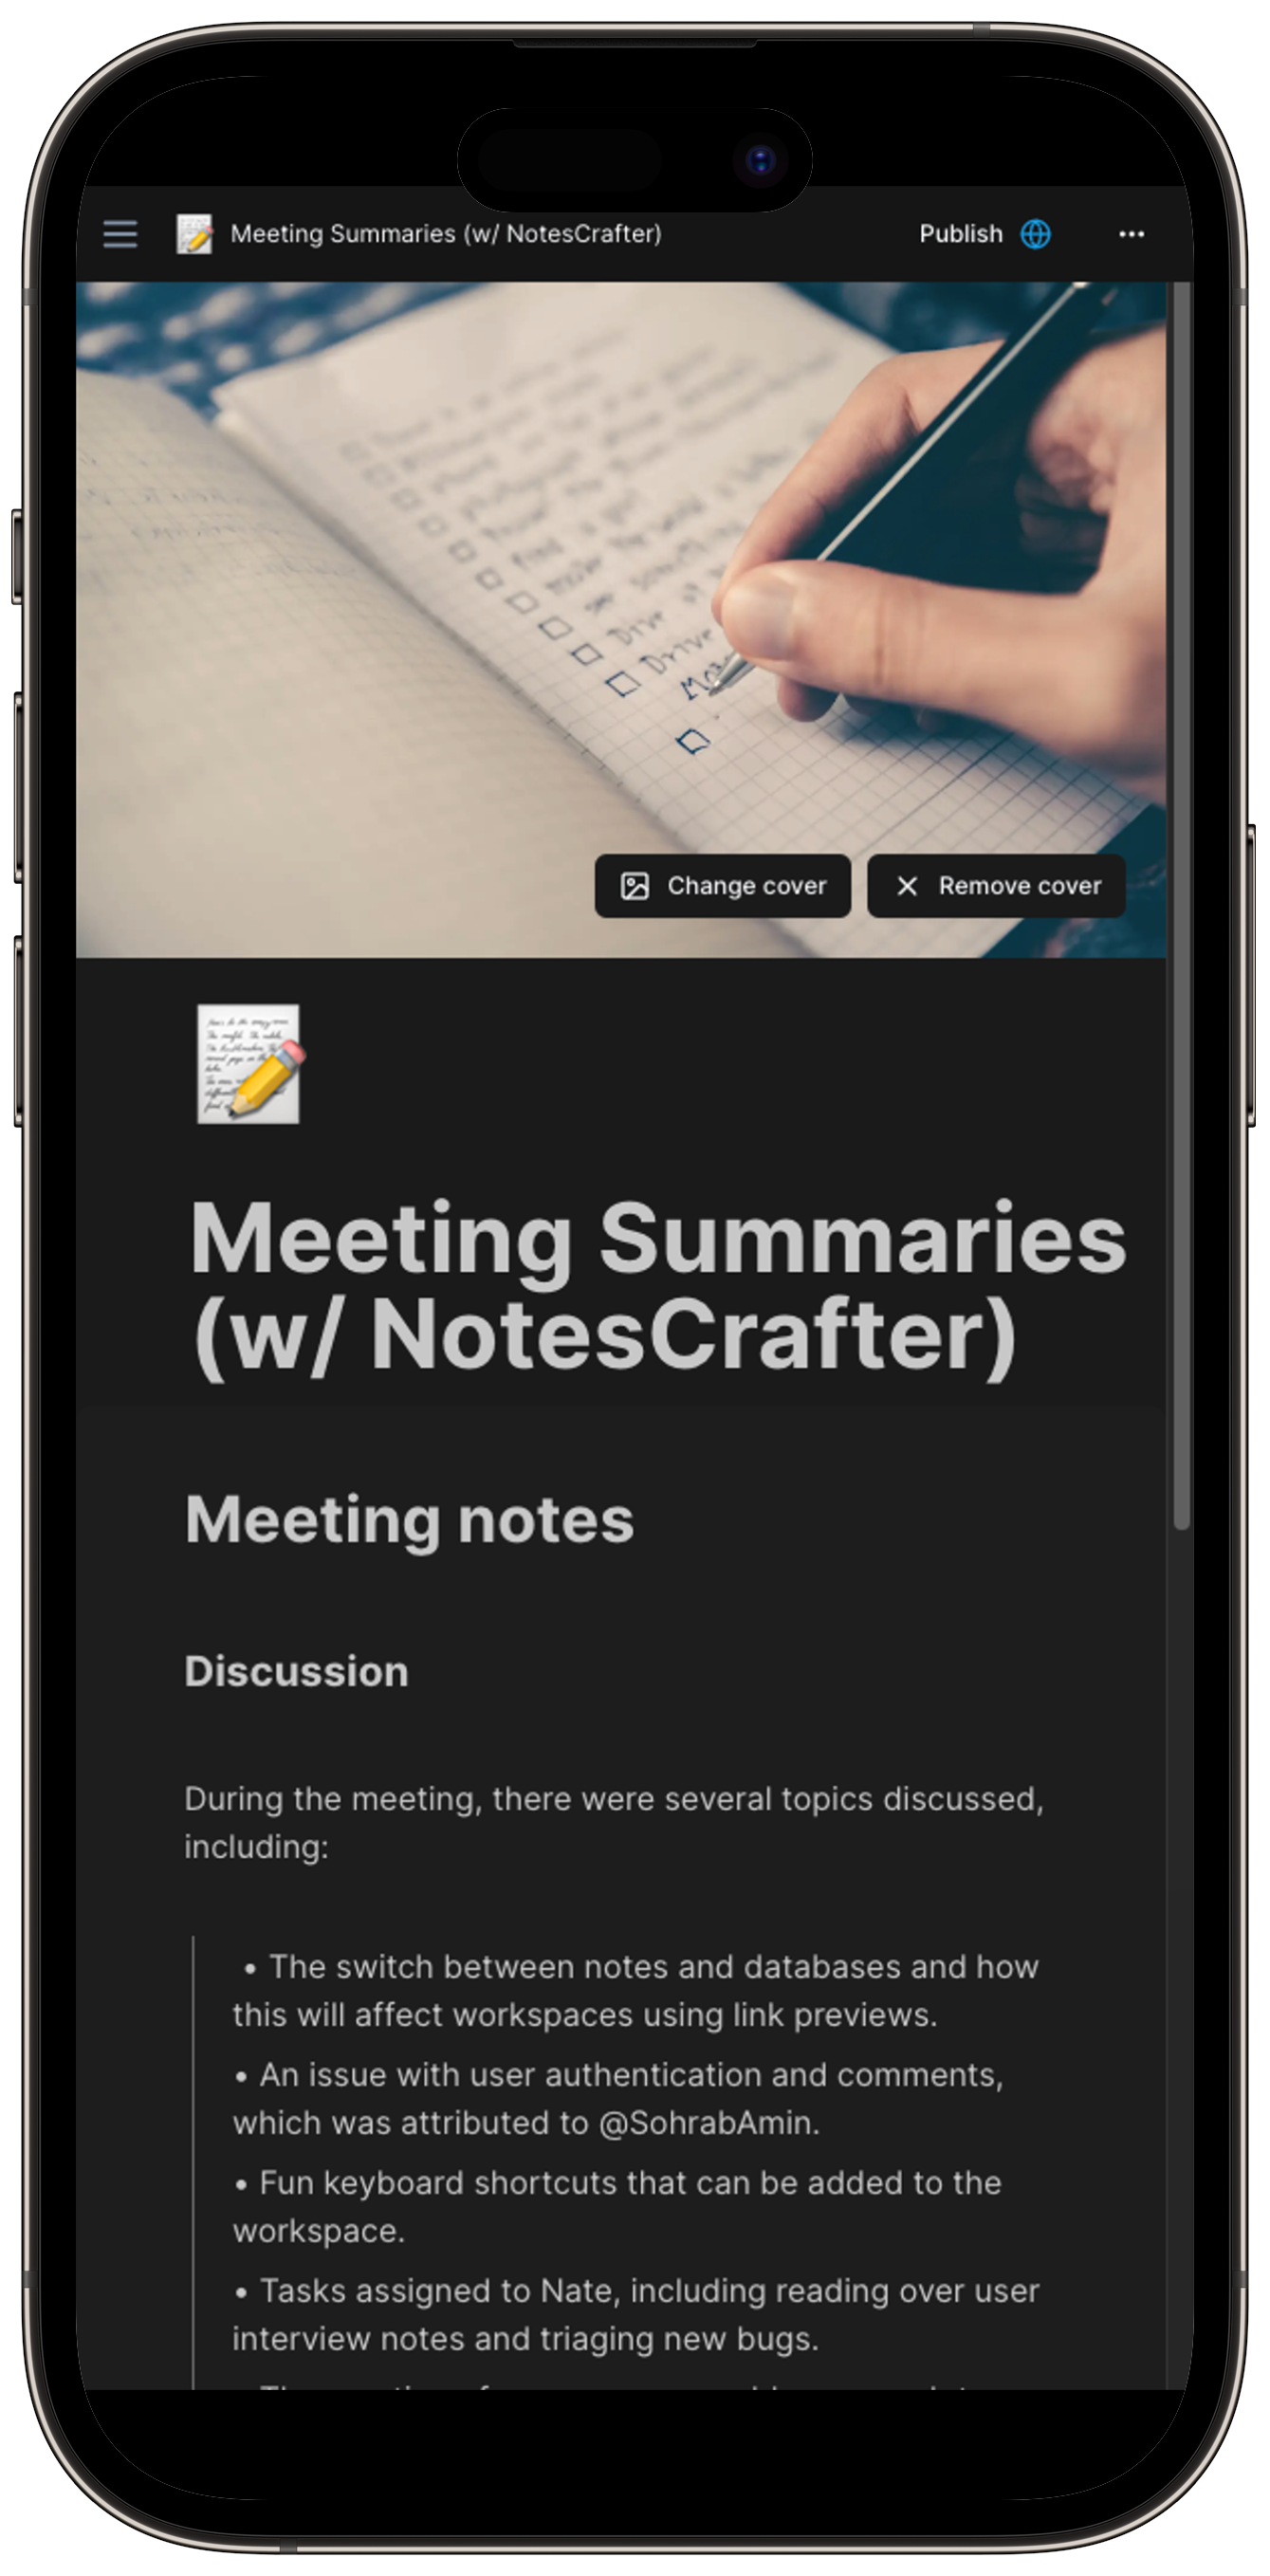 Meeting Summaries (w/ NotesCrafter)
Publish
Drive
Drive
Change cover
Remove cover
Meeting Summaries
(w/ NotesCrafter)
Meeting notes
Discussion
During the meeting, there were several topics discussed,
including:
• The switch between notes and databases and how
this will affect workspaces using link previews.
• An issue with user authentication and comments,
which was attributed to @SohrabAmin.
• Fun keyboard shortcuts that can be added to the
workspace.
• Tasks assigned to Nate, including reading over user
interview notes and triaging new bugs.